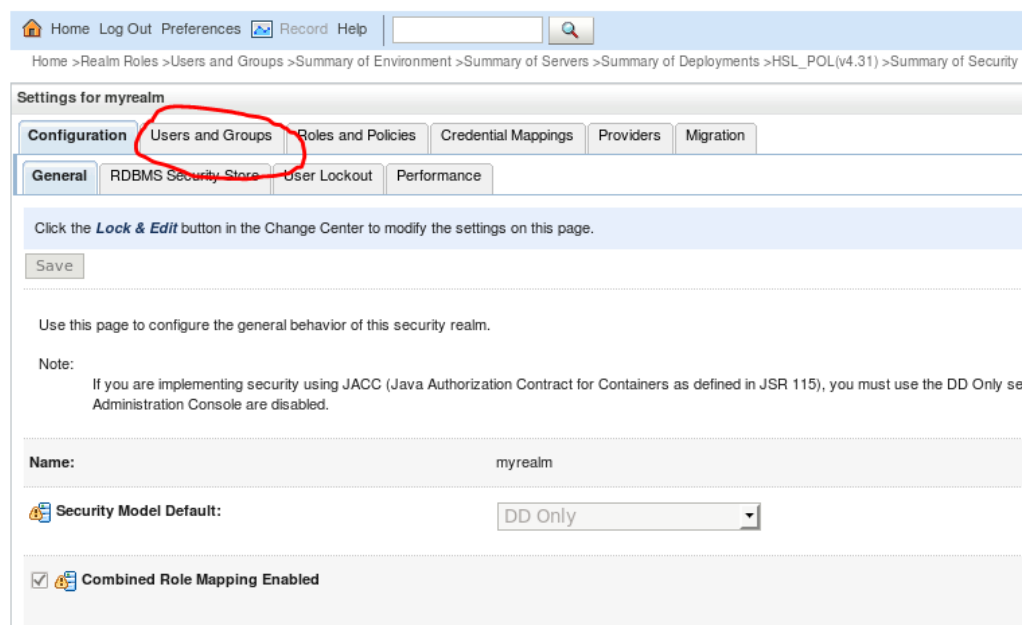 Home Log Out Preferences Record Help
Home >Realm Roles >Users and Groups >Summary of Environment >Summary of Servers >Summary of Deployments >HSL_POL(v4.31) >Summary of Security
Settings for myrealm
Configuration Users and Groups Roles and Policies Credential Mappings Providers Migration
General RDBMS Security Store User Lockout Performance
Click the Lock & Edit button in the Change Center to modify the settings on this page.
Save
Use this page to configure the general behavior of this security realm.
Note:
If you are implementing security using JACC (Java Authorization Contract for Containers as defined in JSR 115), you must use the DD Only se
Administration Console are disabled.
Name: myrealm
Security Model Default: DD Only
Combined Role Mapping Enabled